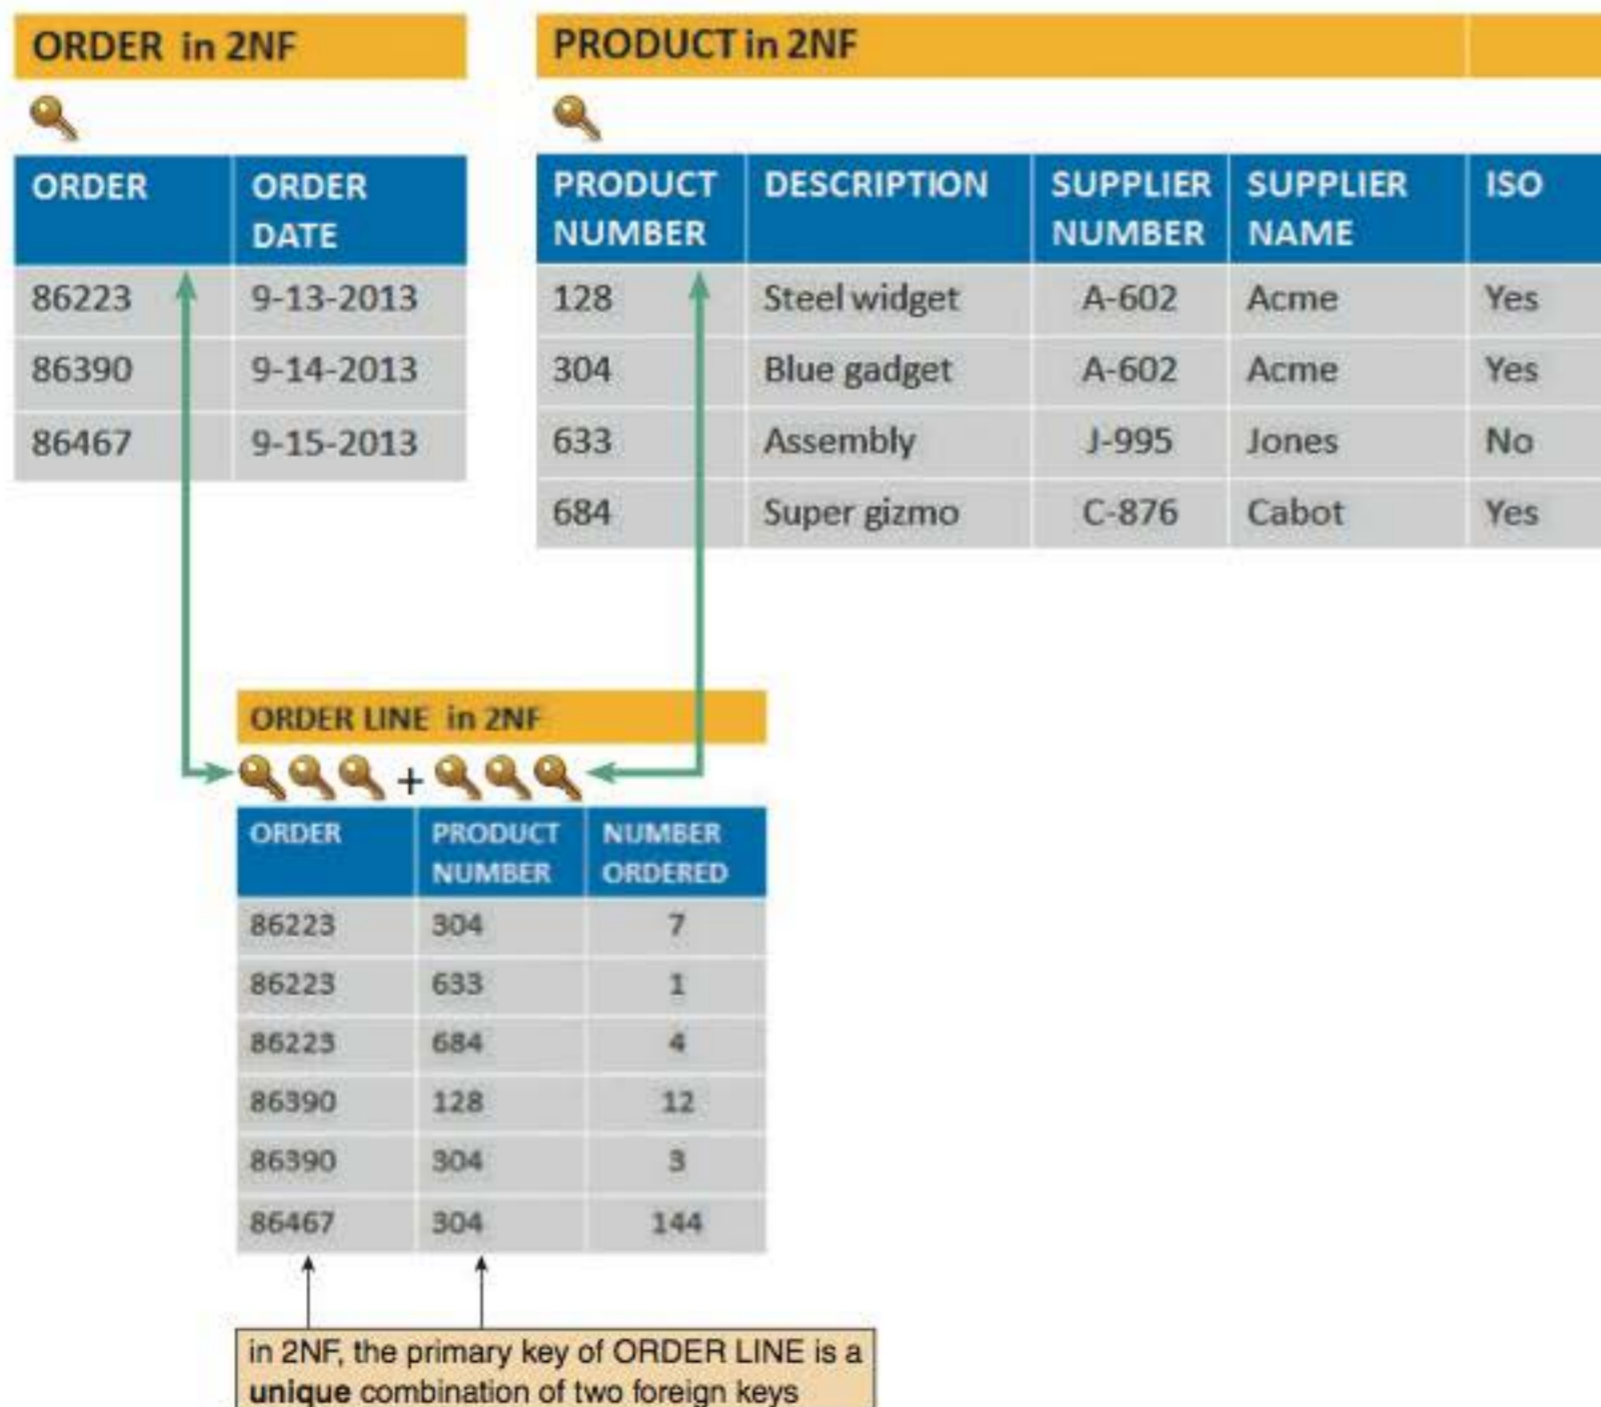 ORDER in 2NF
ORDER ORDER DATE
86223 9-13-2013
86390 9-14-2013
86467 9-15-2013
PRODUCT in 2NF
PRODUCT NUMBER DESCRIPTION SUPPLIER NUMBER SUPPLIER NAME ISO
128 Steel widget A-602 Acme Yes
304 Blue gadget A-602 Acme Yes
633 Assembly J-995 Jones No
684 Super gizmo C-876 Cabot Yes
ORDER LINE in 2NF
+
ORDER PRODUCT NUMBER NUMBER ORDERED
86223 304 7
86223 633 1
86223 684 4
86390 128 12
86390 304 3
86467 304 144
in 2NF, the primary key of ORDER LINE is a
unique combination of two foreign keys